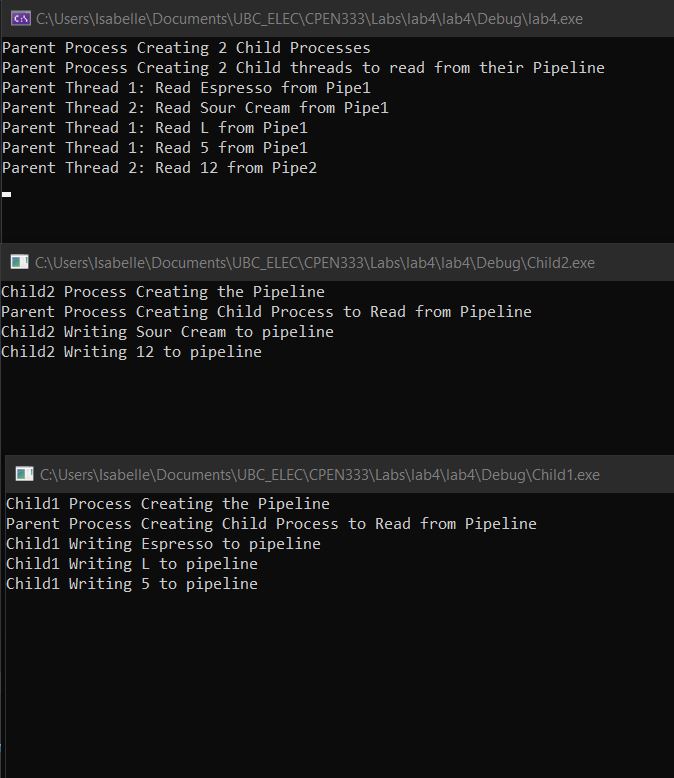 C:\Users\Isabelle\Documents\UBC_ELEC\CPEN333\Labs\lab4\lab4\Debug\lab4.exe
Parent Process Creating 2 Child Processes
Parent Process Creating 2 Child threads to read from their Pipeline
Parent Thread 1: Read Espresso from Pipe1
Parent Thread 2: Read Sour Cream from Pipe1
Parent Thread 1: Read L from Pipe1
Parent Thread 1: Read 5 from Pipe1
Parent Thread 2: Read 12 from Pipe2
C:\Users\Isabelle\Documents\UBC_ELEC\CPEN333\Labs\lab4\lab4\Debug\Child2.exe
Child2 Process Creating the Pipeline
Parent Process Creating Child Process to Read from Pipeline
Child2 Writing Sour Cream to pipeline
Child2 Writing 12 to pipeline
C:\Users\Isabelle\Documents\UBC_ELEC\CPEN333\Labs\lab4\lab4\Debug\Child1.exe
Child1 Process Creating the Pipeline
Parent Process Creating Child Process to Read from Pipeline
Child1 Writing Espresso to pipeline
Child1 Writing L to pipeline
Child1 Writing 5 to pipeline